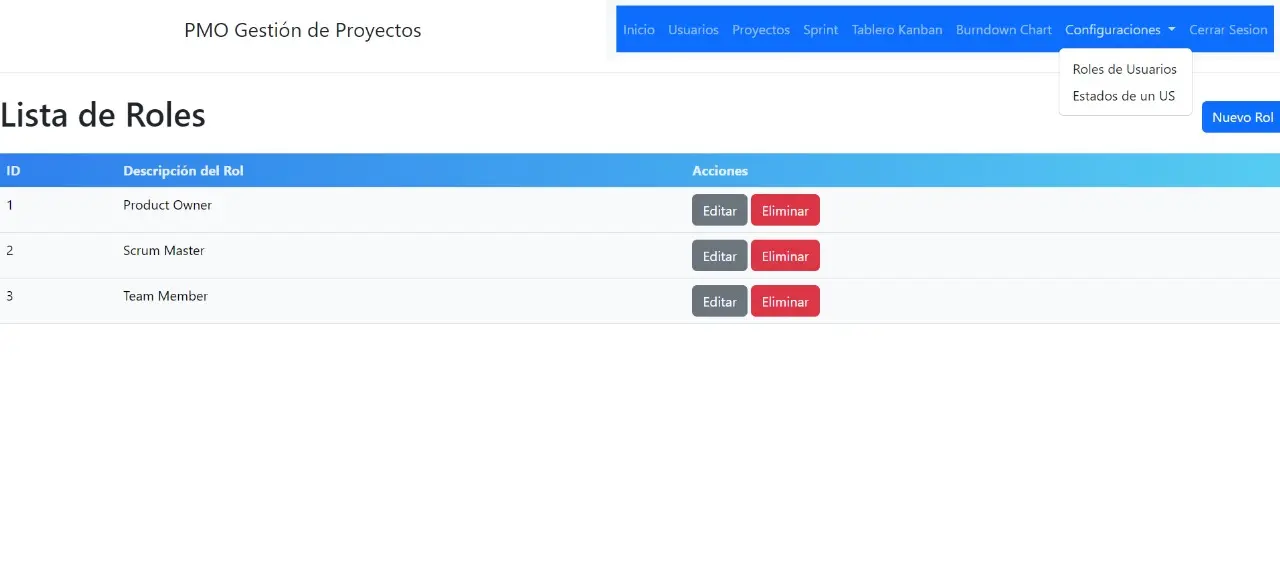 PMO Gestión de Proyectos
Inicio Usuarios Proyectos Sprint Tablero Kanban Burndown Chart Configuraciones Cerrar Sesion
Roles de Usuarios
Estados de un US
Lista de Roles
Nuevo Rol
ID Descripción del Rol Acciones
1 Product Owner Editar Eliminar
2 Scrum Master Editar Eliminar
3 Team Member Editar Eliminar